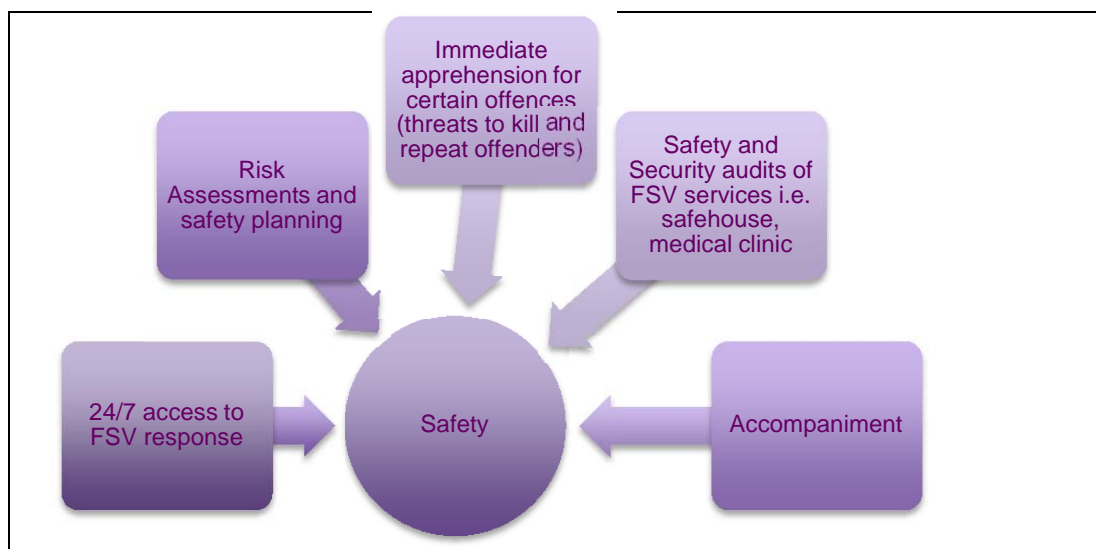 Immediate
apprehension for
certain offences
(threats to kill and
repeat offenders)
Risk
Assessments and
safety planning
Safety and
Security audits of
FSV services i.e.
safehouse,
medical clinic
24/7 access to
FSV response
Safety
Accompaniment